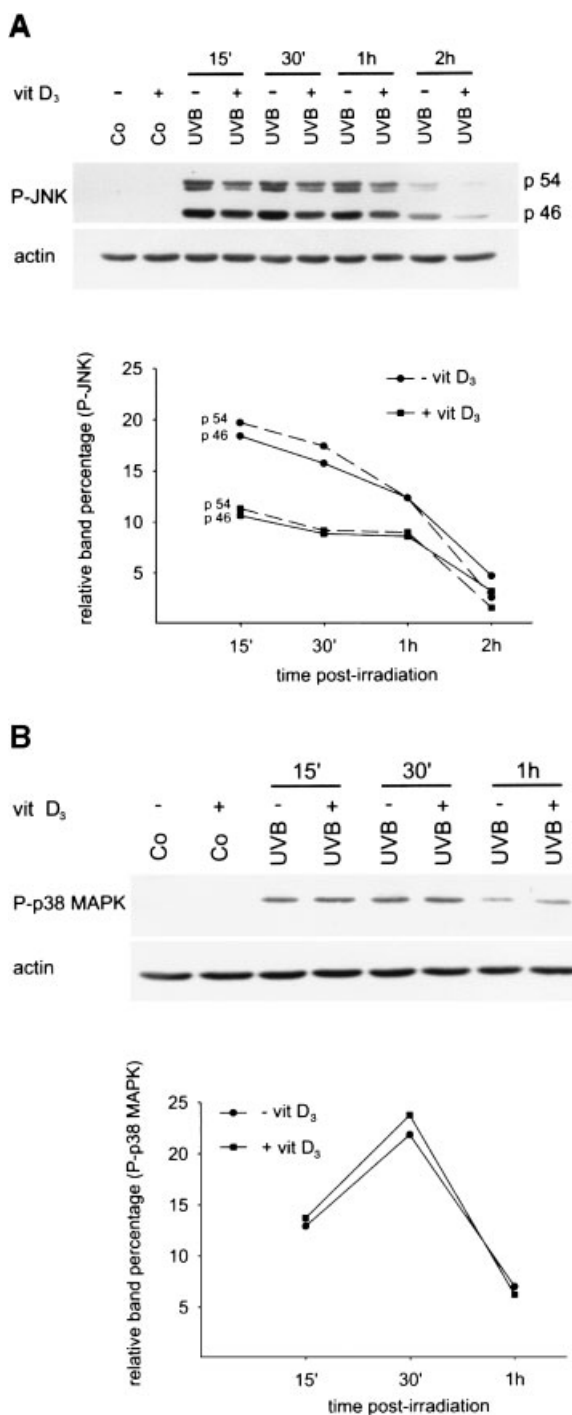 A
15' 30' 1h 2h
vit D3 - + - + - + - + - +
Co Co UVB UVB UVB UVB UVB UVB UVB UVB
P-JNK
p 54
p 46
actin
relative band percentage (P-JNK)
25
20
15
10
5
- vit D3
+ vit D3
p 54
p 46
p 54
p 46
15' 30' 1h 2h
time post-irradiation
B
15' 30' 1h
vit D3 - + - + - + - +
Co Co UVB UVB UVB UVB UVB UVB
P-p38 MAPK
actin
relative band percentage (P-p38 MAPK)
25
20
15
10
5
- vit D3
+ vit D3
15' 30' 1h
time post-irradiation